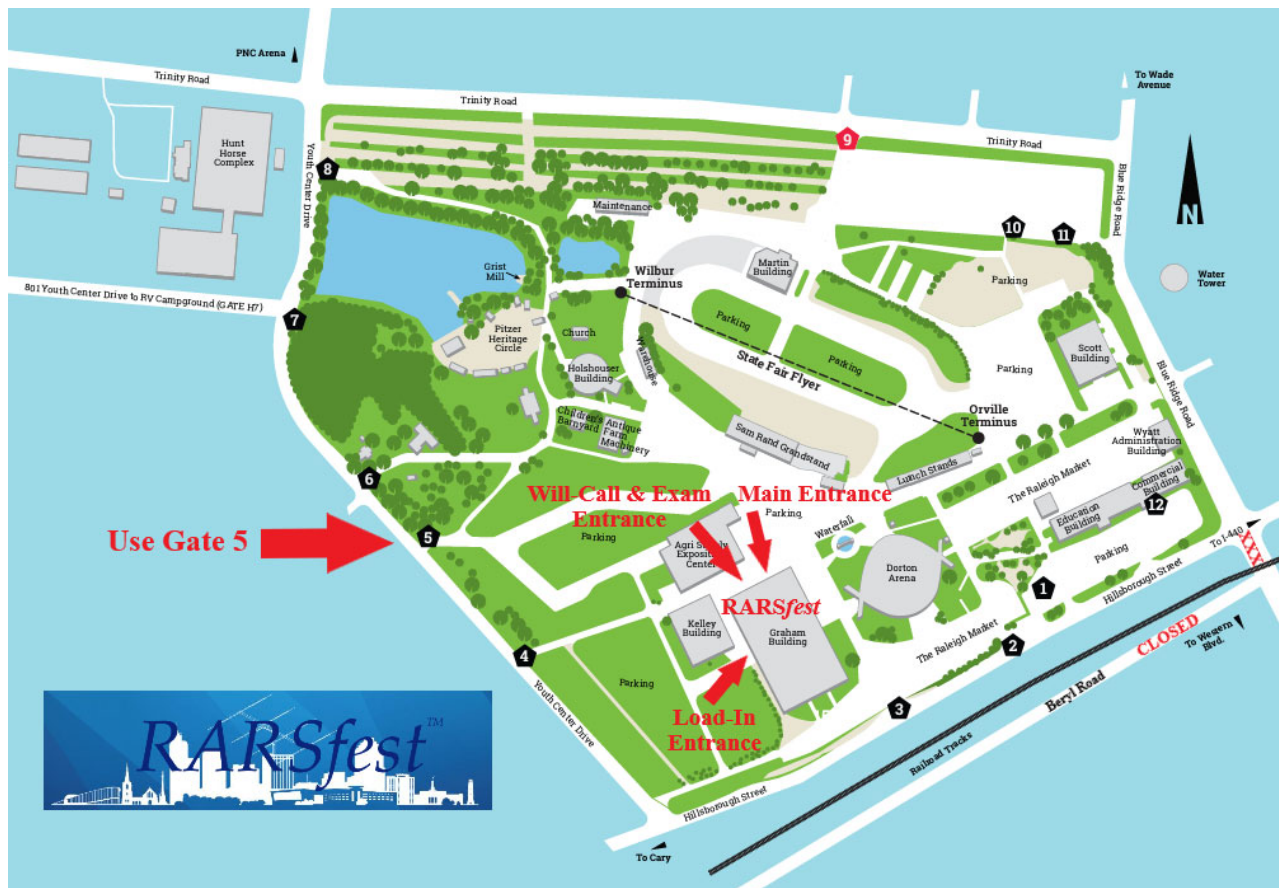 PNC Arena
Trinity Road
Trinity Road
To Wade
Avenue
9
Trinity Road
Hunt
Horse
Complex
Youth Center Drive
8
Blue Ridge Road
Maintenance
N
10
11
Martin
Building
Grist
Mill
Wilbur
Terminus
Parking
Water
Tower
801 Youth Center Drive to RV Campground (GATE H7)
7
Pitzer
Heritage
Circle
Church
Parking
Warehouse
Parking
Scott
Building
Holshouser
Building
State Fair Flyer
Parking
Blue Ridge Road
Children's
Barnyard
Antique
Farm
Machinery
Orville
Terminus
Sam Rand Grandstand
Wyatt
Administration
Building
Lunch Stands
The Raleigh Market
Commercial
Building
6
Will-Call & Exam
Entrance
Main Entrance
12
Education
Building
Parking
Use Gate 5
5
Parking
Agri Supply
Exposition
Center
Waterfall
Parking
To I-440
XXX
Dorton
Arena
1
Hillsborough Street
RARSfest
Kelley
Building
Graham
Building
The Raleigh Market
2
CLOSED
To Western
Blvd.
4
Parking
3
Beryl Road
Load-In
Entrance
Youth Center Drive
Railroad Tracks
RARSfest™
Hillsborough Street
To Cary